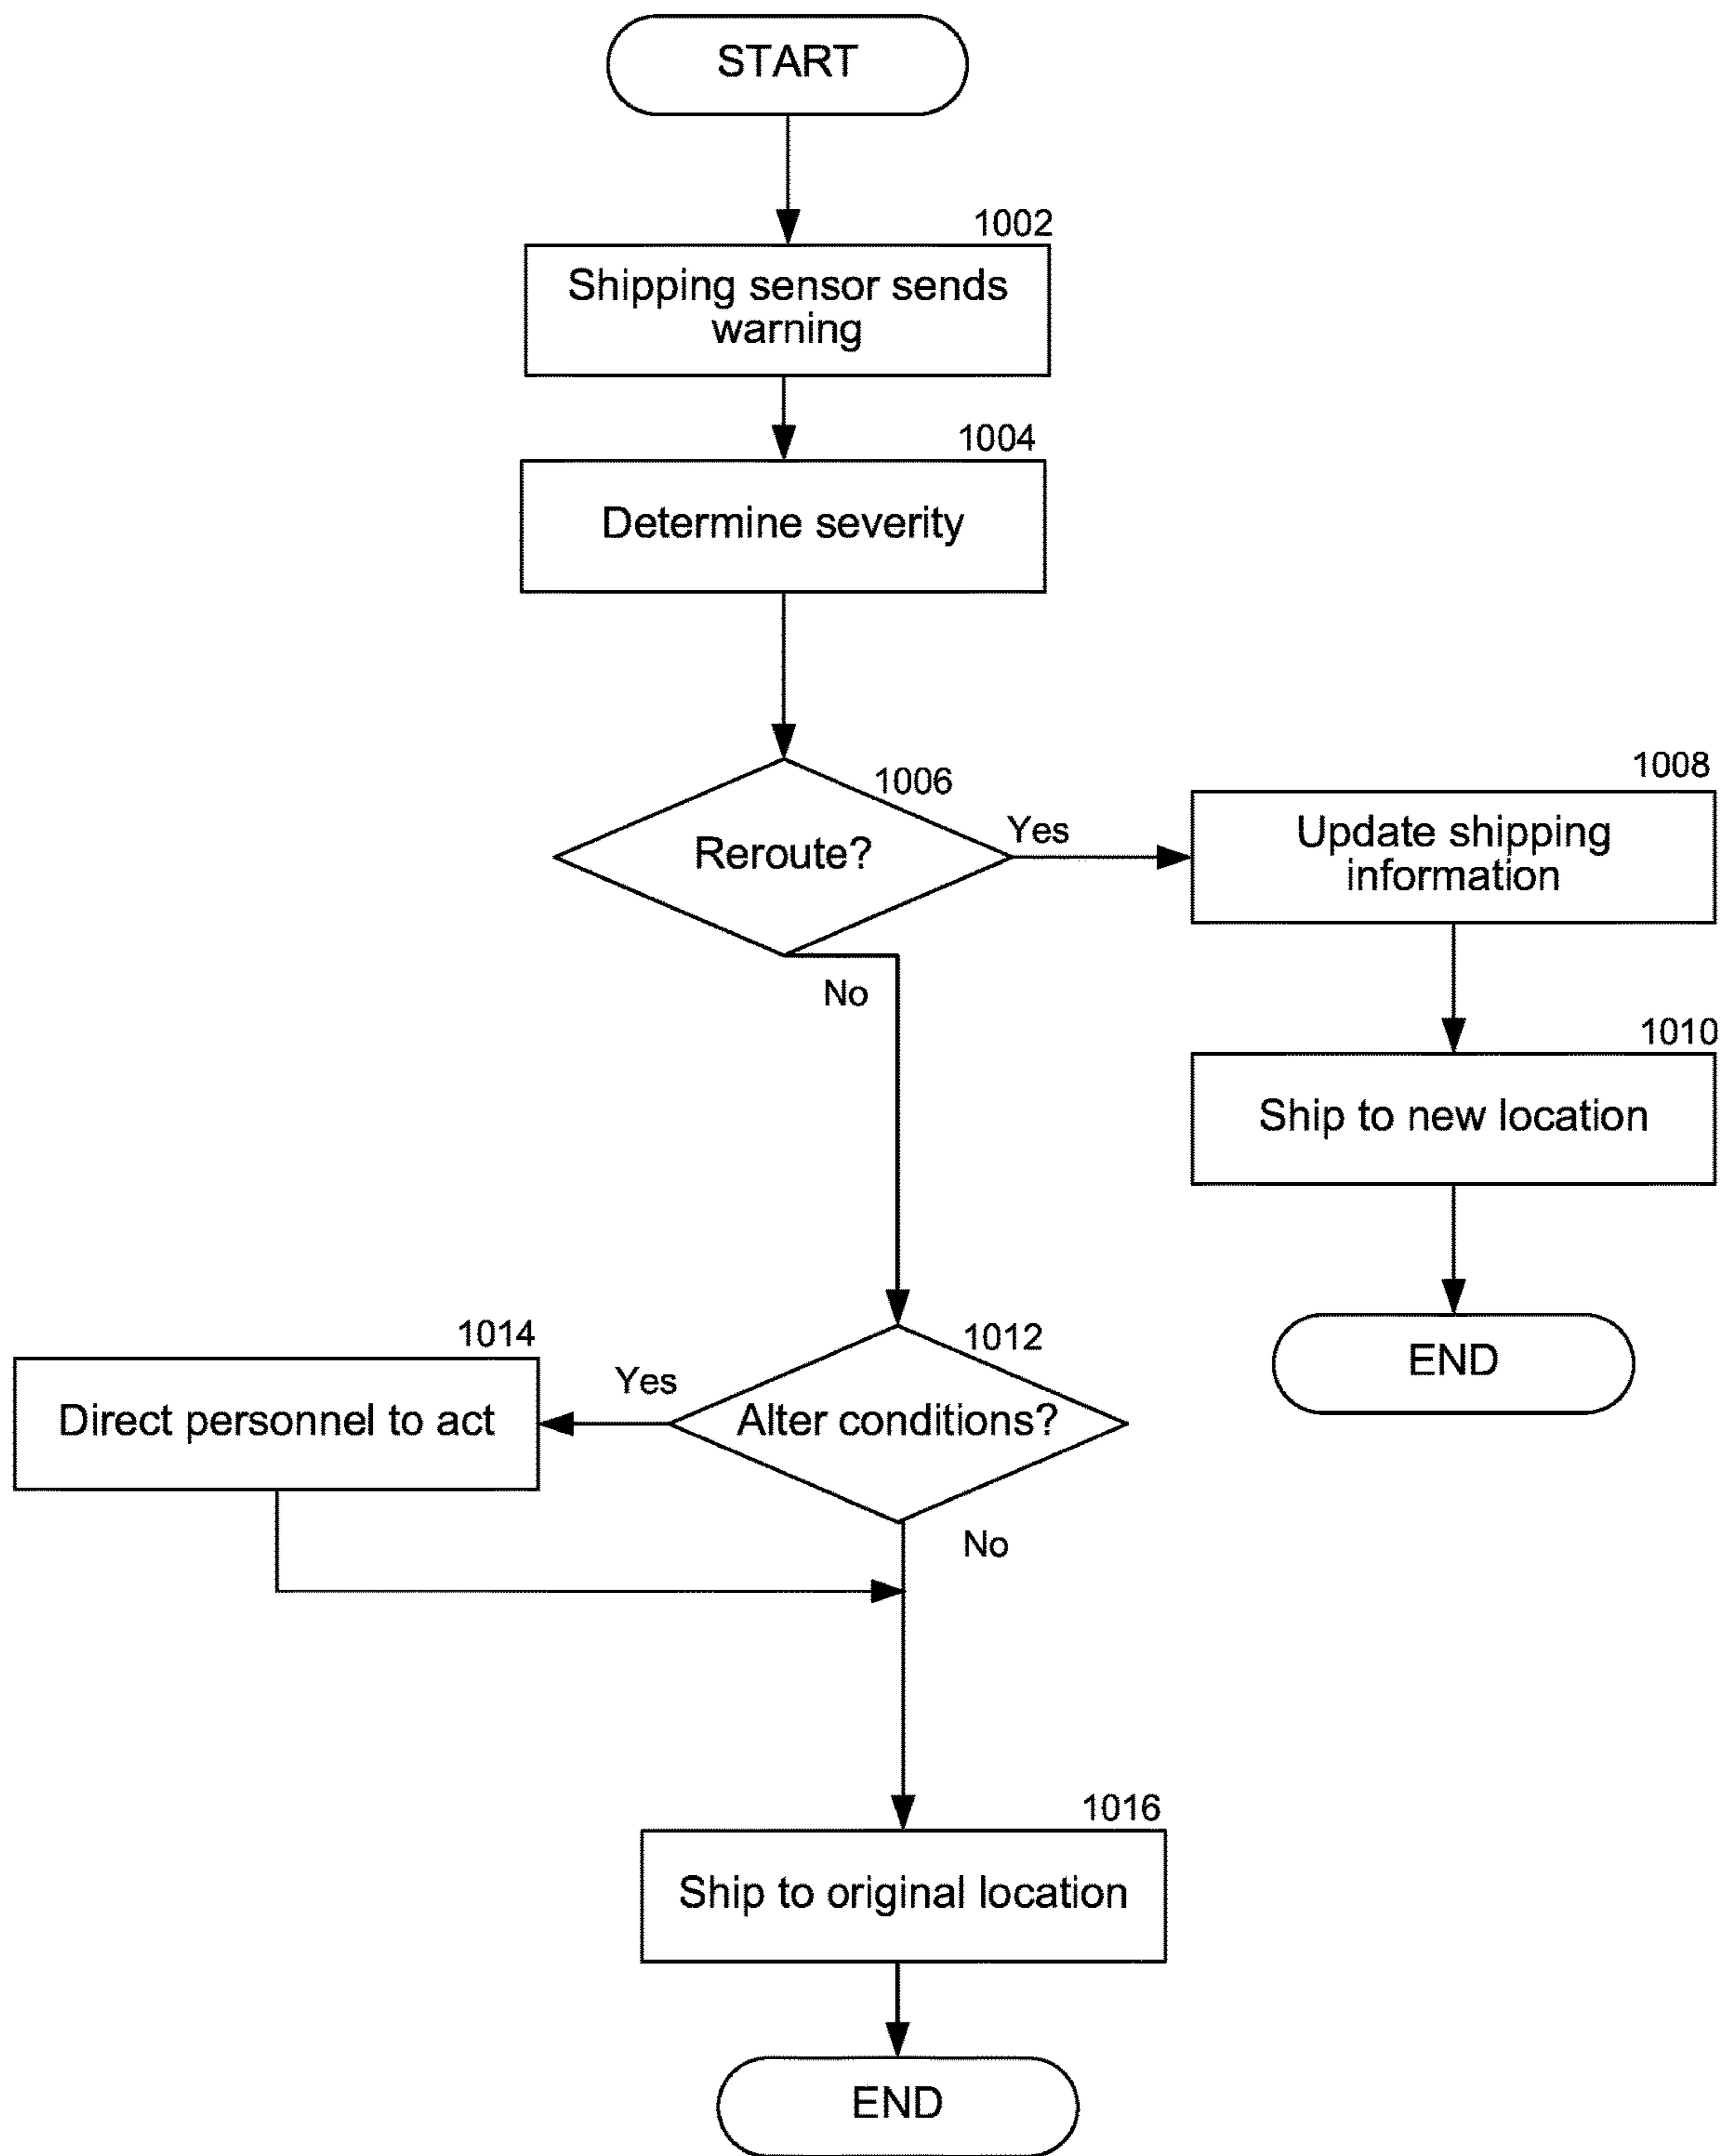 START
1002
Shipping sensor sends
warning
1004
Determine severity
1006
Reroute?
Yes
No
1008
Update shipping
information
1010
Ship to new location
END
1012
Alter conditions?
Yes
No
1014
Direct personnel to act
1016
Ship to original location
END